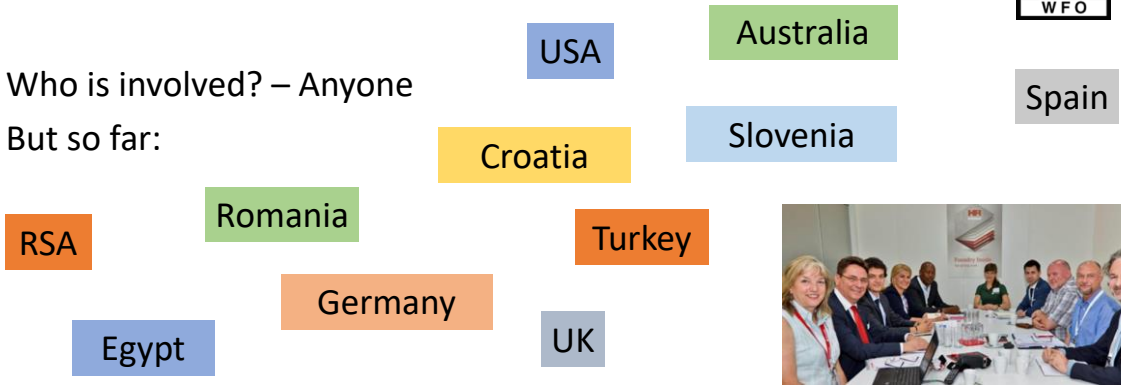 WFO
USA
Australia
Who is involved? – Anyone
Spain
But so far:
Slovenia
Croatia
Romania
RSA
Turkey
Germany
UK
Egypt